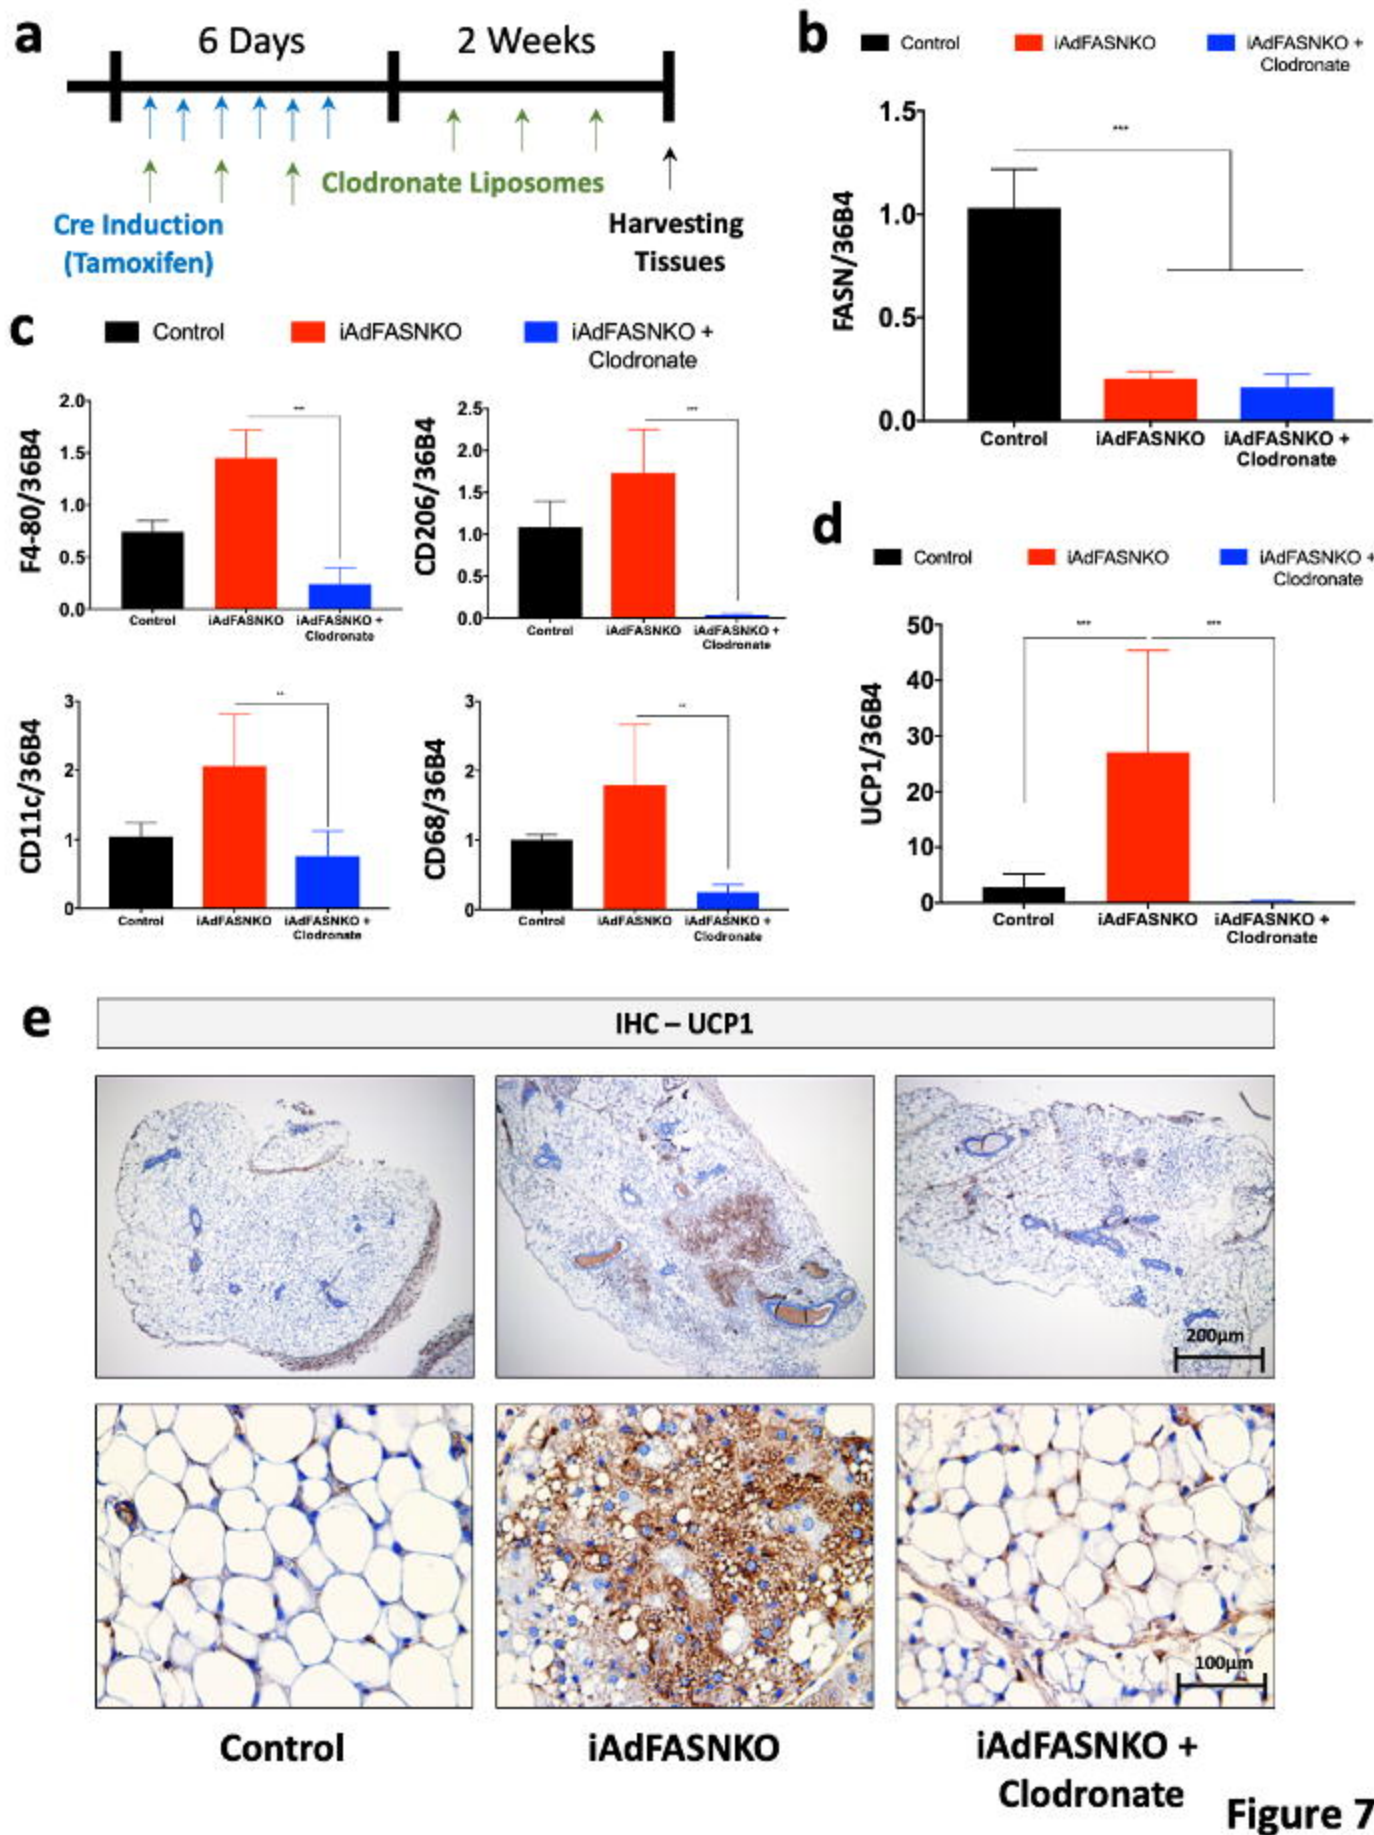 a
6 Days
2 Weeks
Clodronate Liposomes
Cre Induction
(Tamoxifen)
Harvesting
Tissues
b
Control
iAdFASNKO
iAdFASNKO +
Clodronate
FASN/36B4
1.5
1.0
0.5
0.0
***
Control
iAdFASNKO
iAdFASNKO +
Clodronate
c
Control
iAdFASNKO
iAdFASNKO +
Clodronate
F4-80/36B4
2.0
1.5
1.0
0.5
0.0
***
Control
iAdFASNKO
iAdFASNKO +
Clodronate
CD206/36B4
2.5
2.0
1.5
1.0
0.5
0.0
***
Control
iAdFASNKO
iAdFASNKO +
Clodronate
CD11c/36B4
3
2
1
0
**
Control
iAdFASNKO
iAdFASNKO +
Clodronate
CD68/36B4
3
2
1
0
**
Control
iAdFASNKO
iAdFASNKO +
Clodronate
d
Control
iAdFASNKO
iAdFASNKO +
Clodronate
UCP1/36B4
50
40
30
20
10
0
***
***
Control
iAdFASNKO
iAdFASNKO +
Clodronate
e
IHC – UCP1
200μm
100μm
Control
iAdFASNKO
iAdFASNKO +
Clodronate
Figure 7